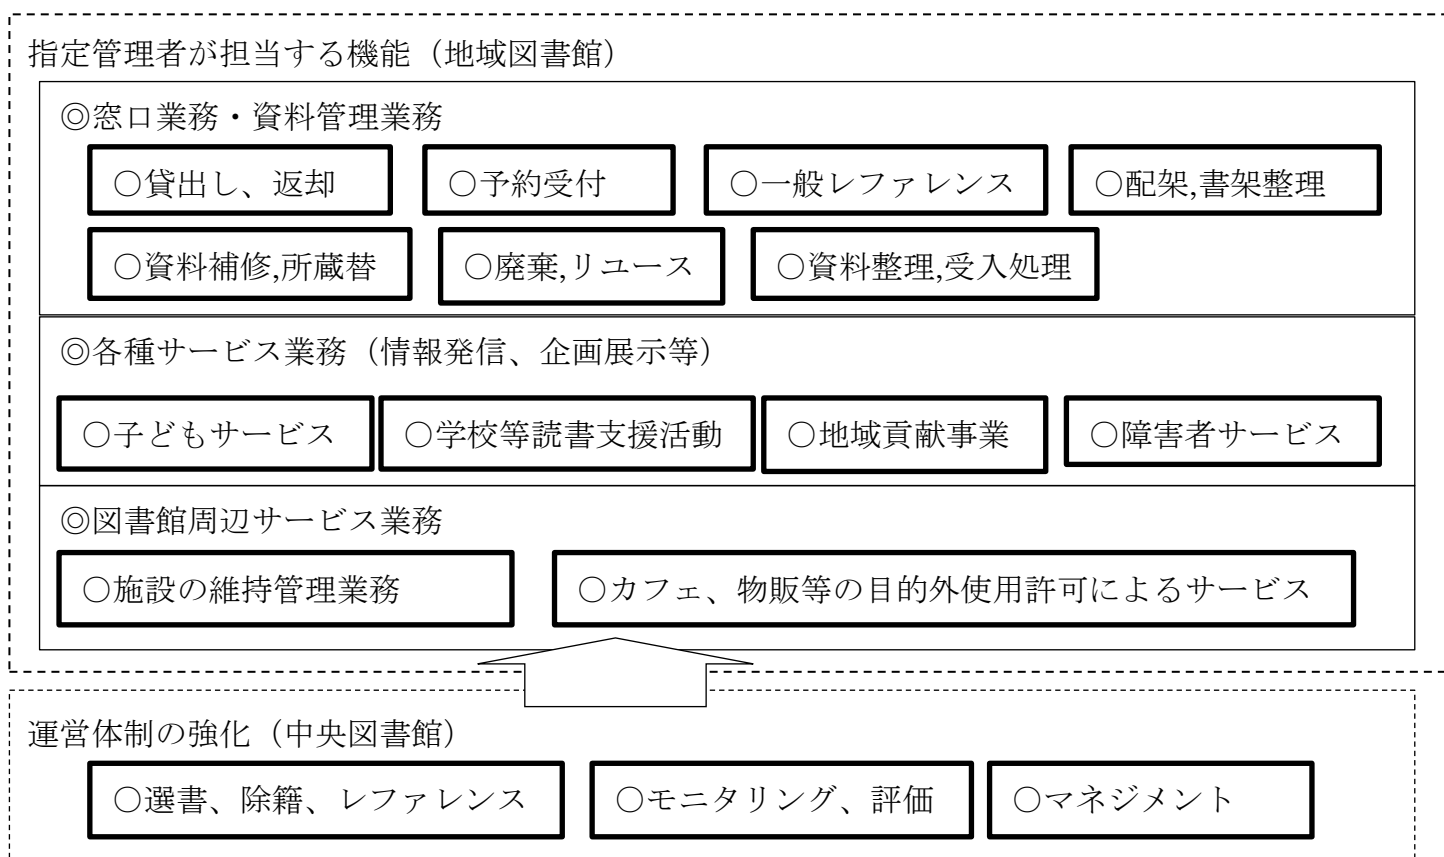 指定管理者が担当する機能（地域図書館）
◎窓口業務・資料管理業務
○貸出し、返却
○予約受付
○一般レファレンス
○配架,書架整理
○資料補修,所蔵替
○廃棄,リユース
○資料整理,受入処理
◎各種サービス業務（情報発信、企画展示等）
○子どもサービス
○学校等読書支援活動
○地域貢献事業
○障害者サービス
◎図書館周辺サービス業務
○施設の維持管理業務
○カフェ、物販等の目的外使用許可によるサービス
運営体制の強化（中央図書館）
○選書、除籍、レファレンス
○モニタリング、評価
○マネジメント